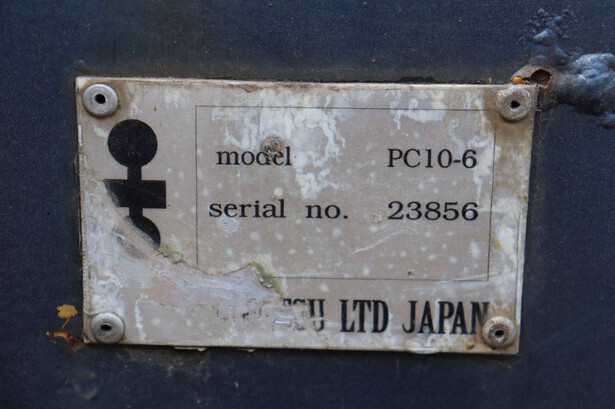 model PC10-6
serial no. 23856
LTD JAPAN